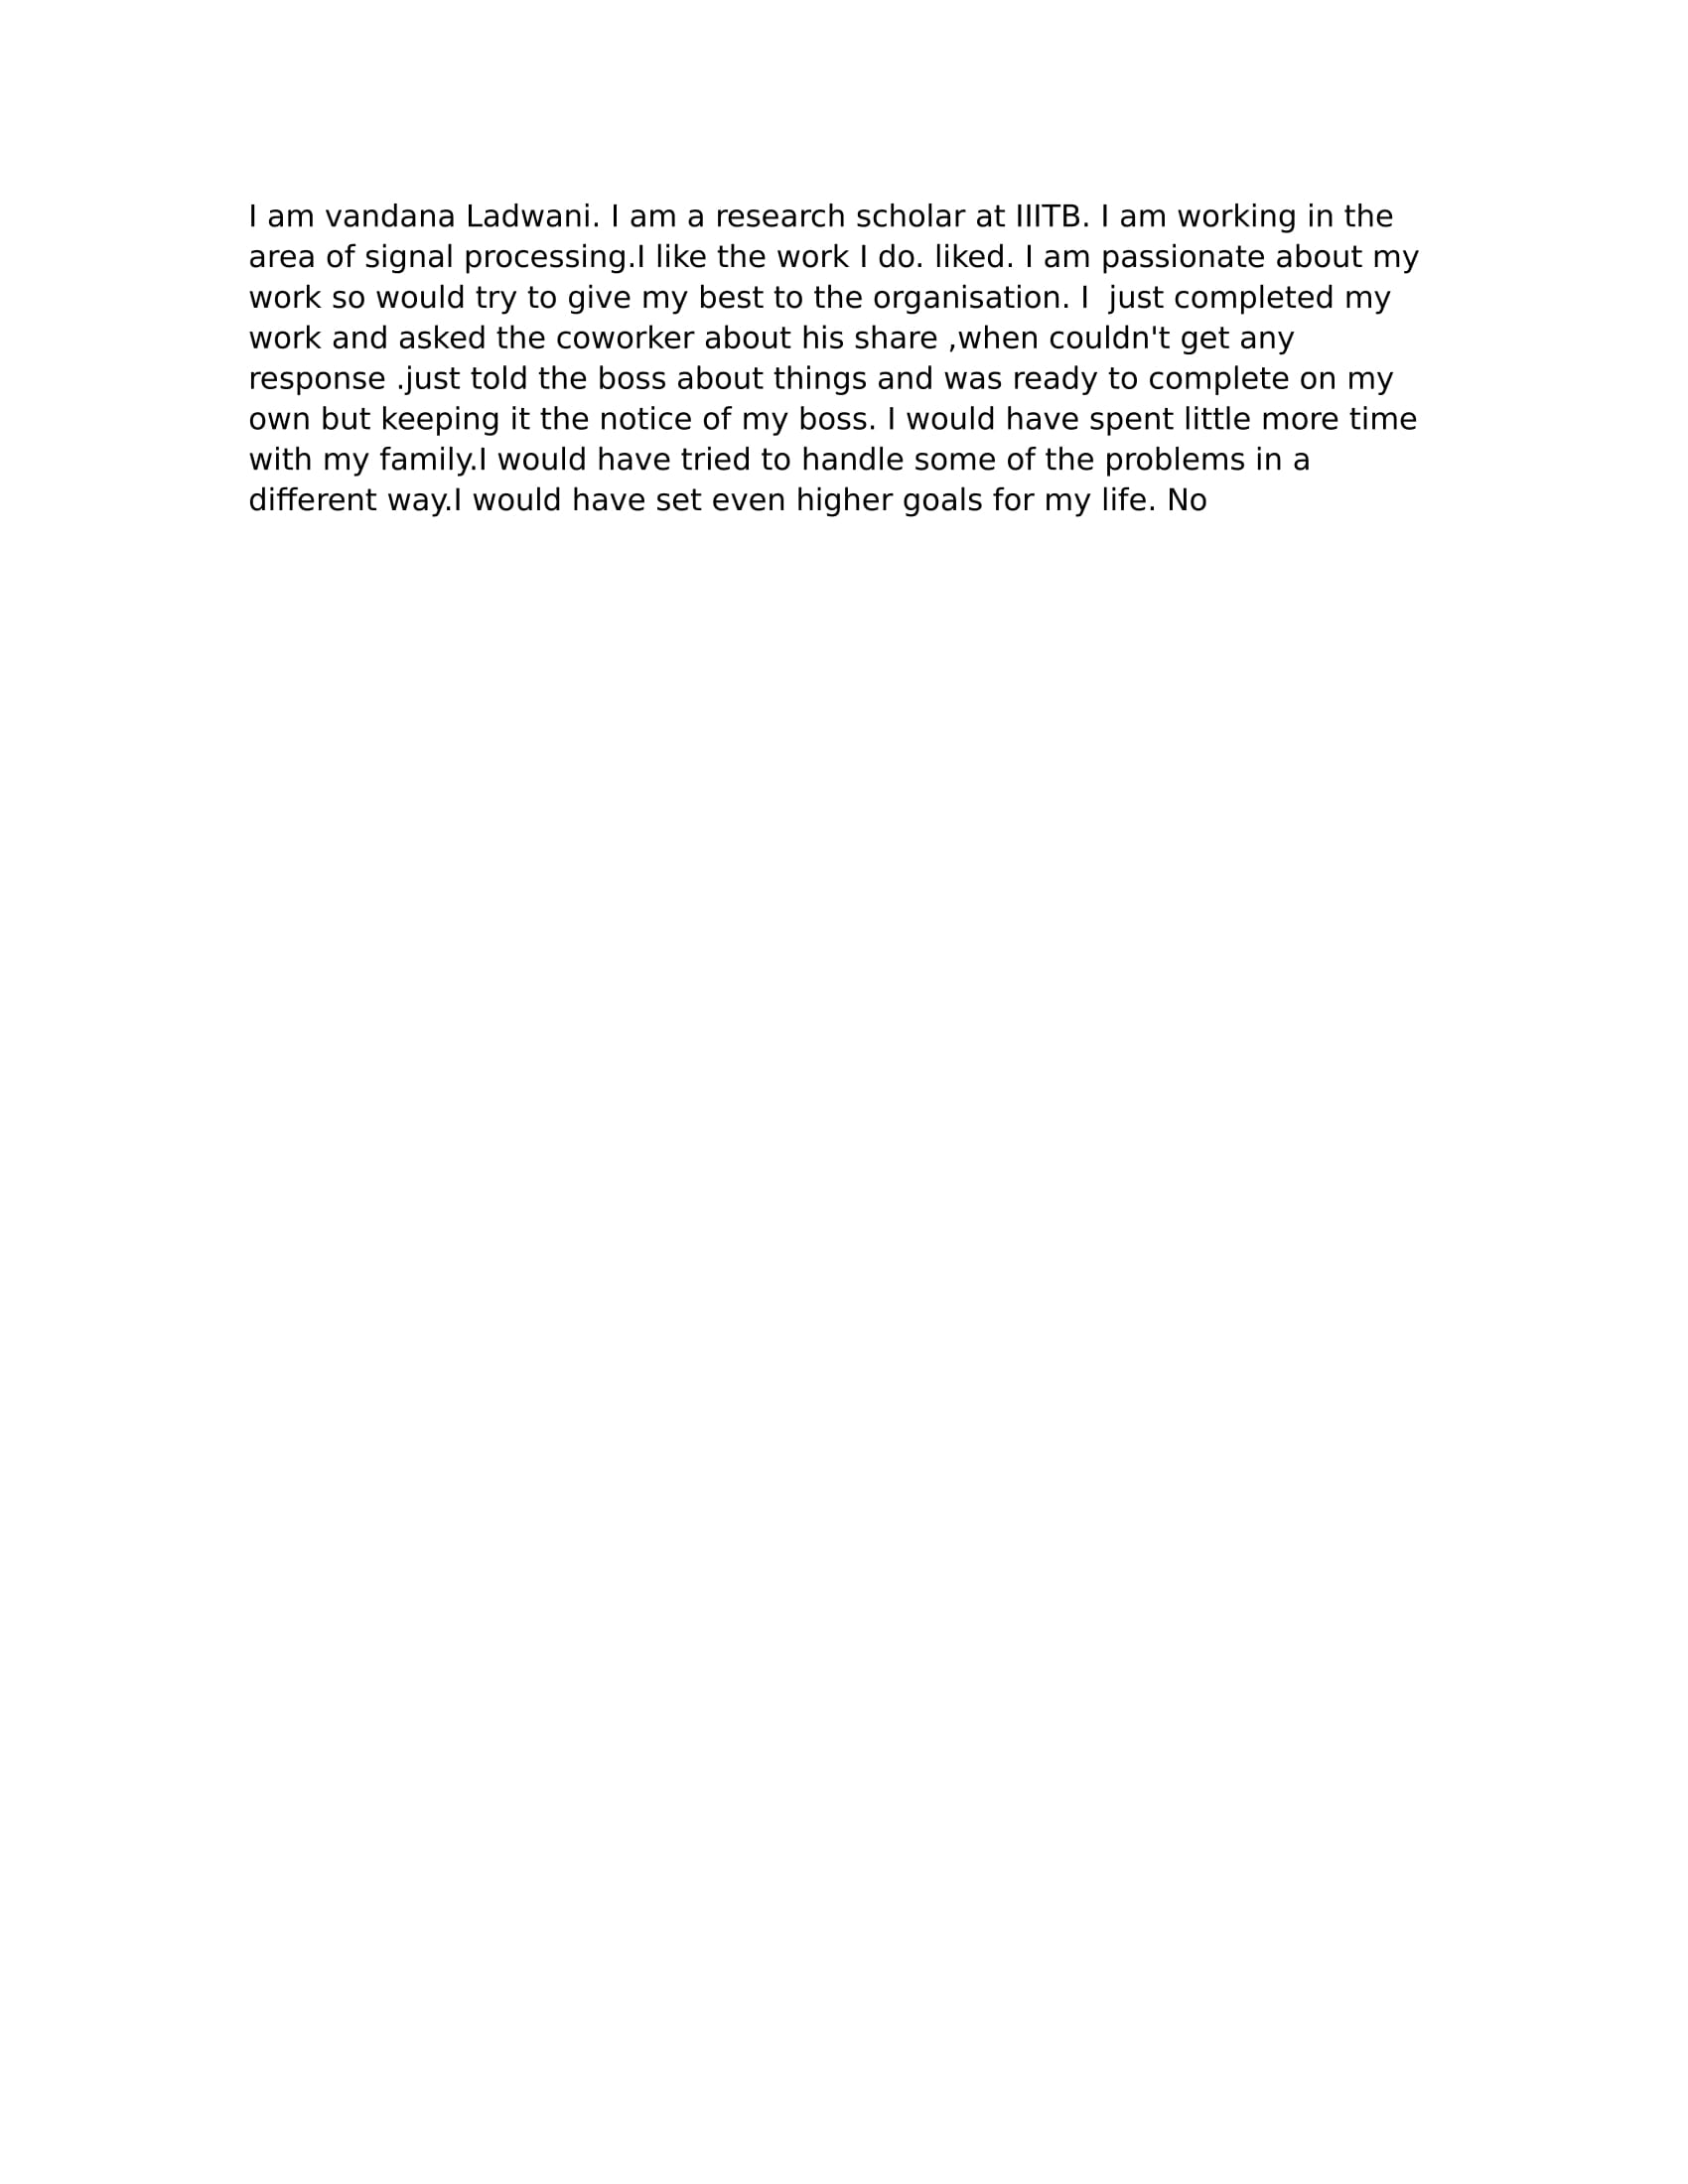 I am vandana Ladwani. I am a research scholar at IIITB. I am working in the
area of signal processing.I like the work I do. liked. I am passionate about my
work so would try to give my best to the organisation. I  just completed my
work and asked the coworker about his share ,when couldn't get any
response .just told the boss about things and was ready to complete on my
own but keeping it the notice of my boss. I would have spent little more time
with my family.I would have tried to handle some of the problems in a
different way.I would have set even higher goals for my life. No